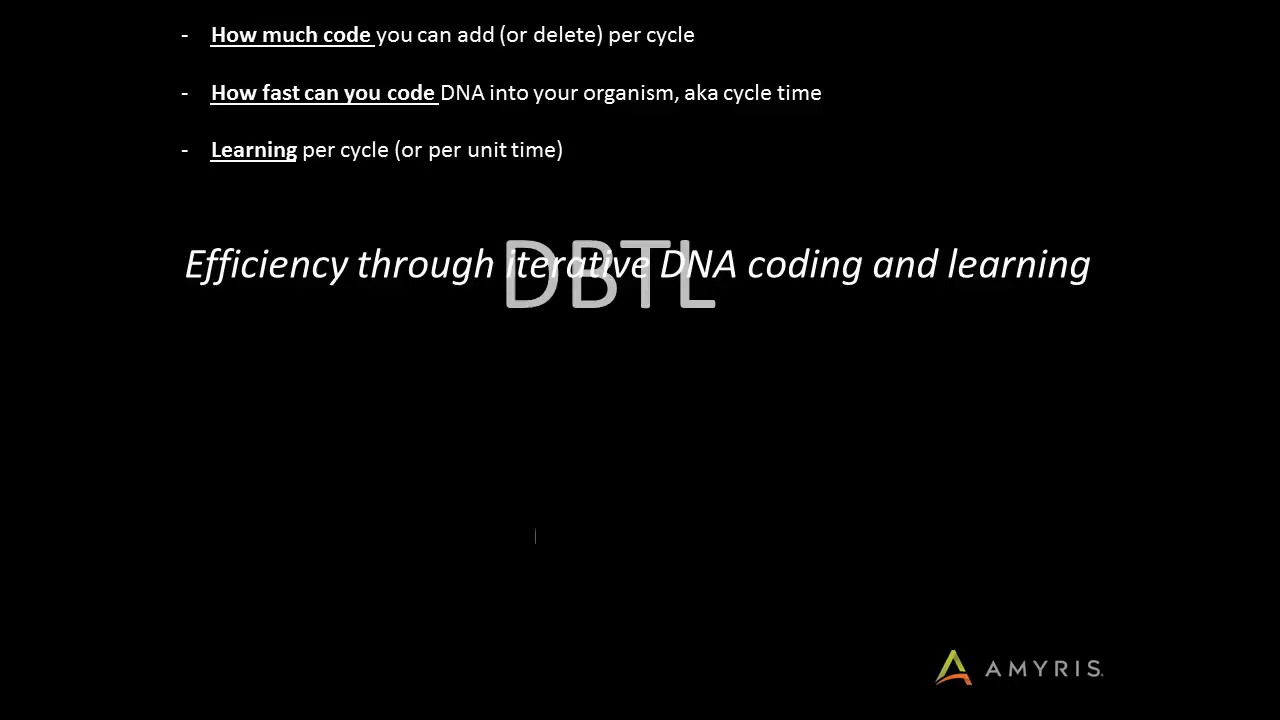 - How much code you can add (or delete) per cycle
- How fast can you code DNA into your organism, aka cycle time
- Learning per cycle (or per unit time)
Efficiency through iterative DNA coding and learning
DBTL
AMYRIS